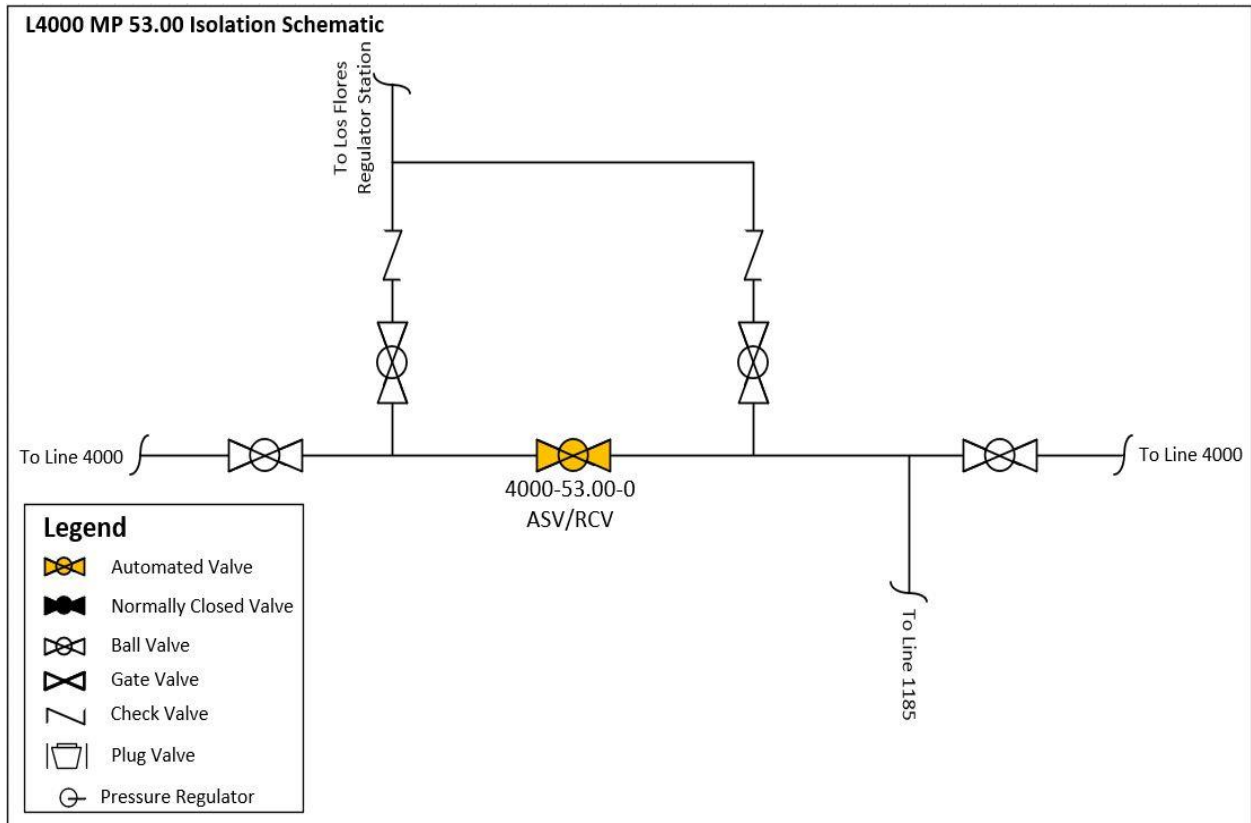 L4000 MP 53.00 Isolation Schematic
To Los Flores
Regulator Station
To Line 4000
4000-53.00-0
ASV/RCV
To Line 4000
To Line 1185
Legend
Automated Valve
Normally Closed Valve
Ball Valve
Gate Valve
Check Valve
Plug Valve
Pressure Regulator